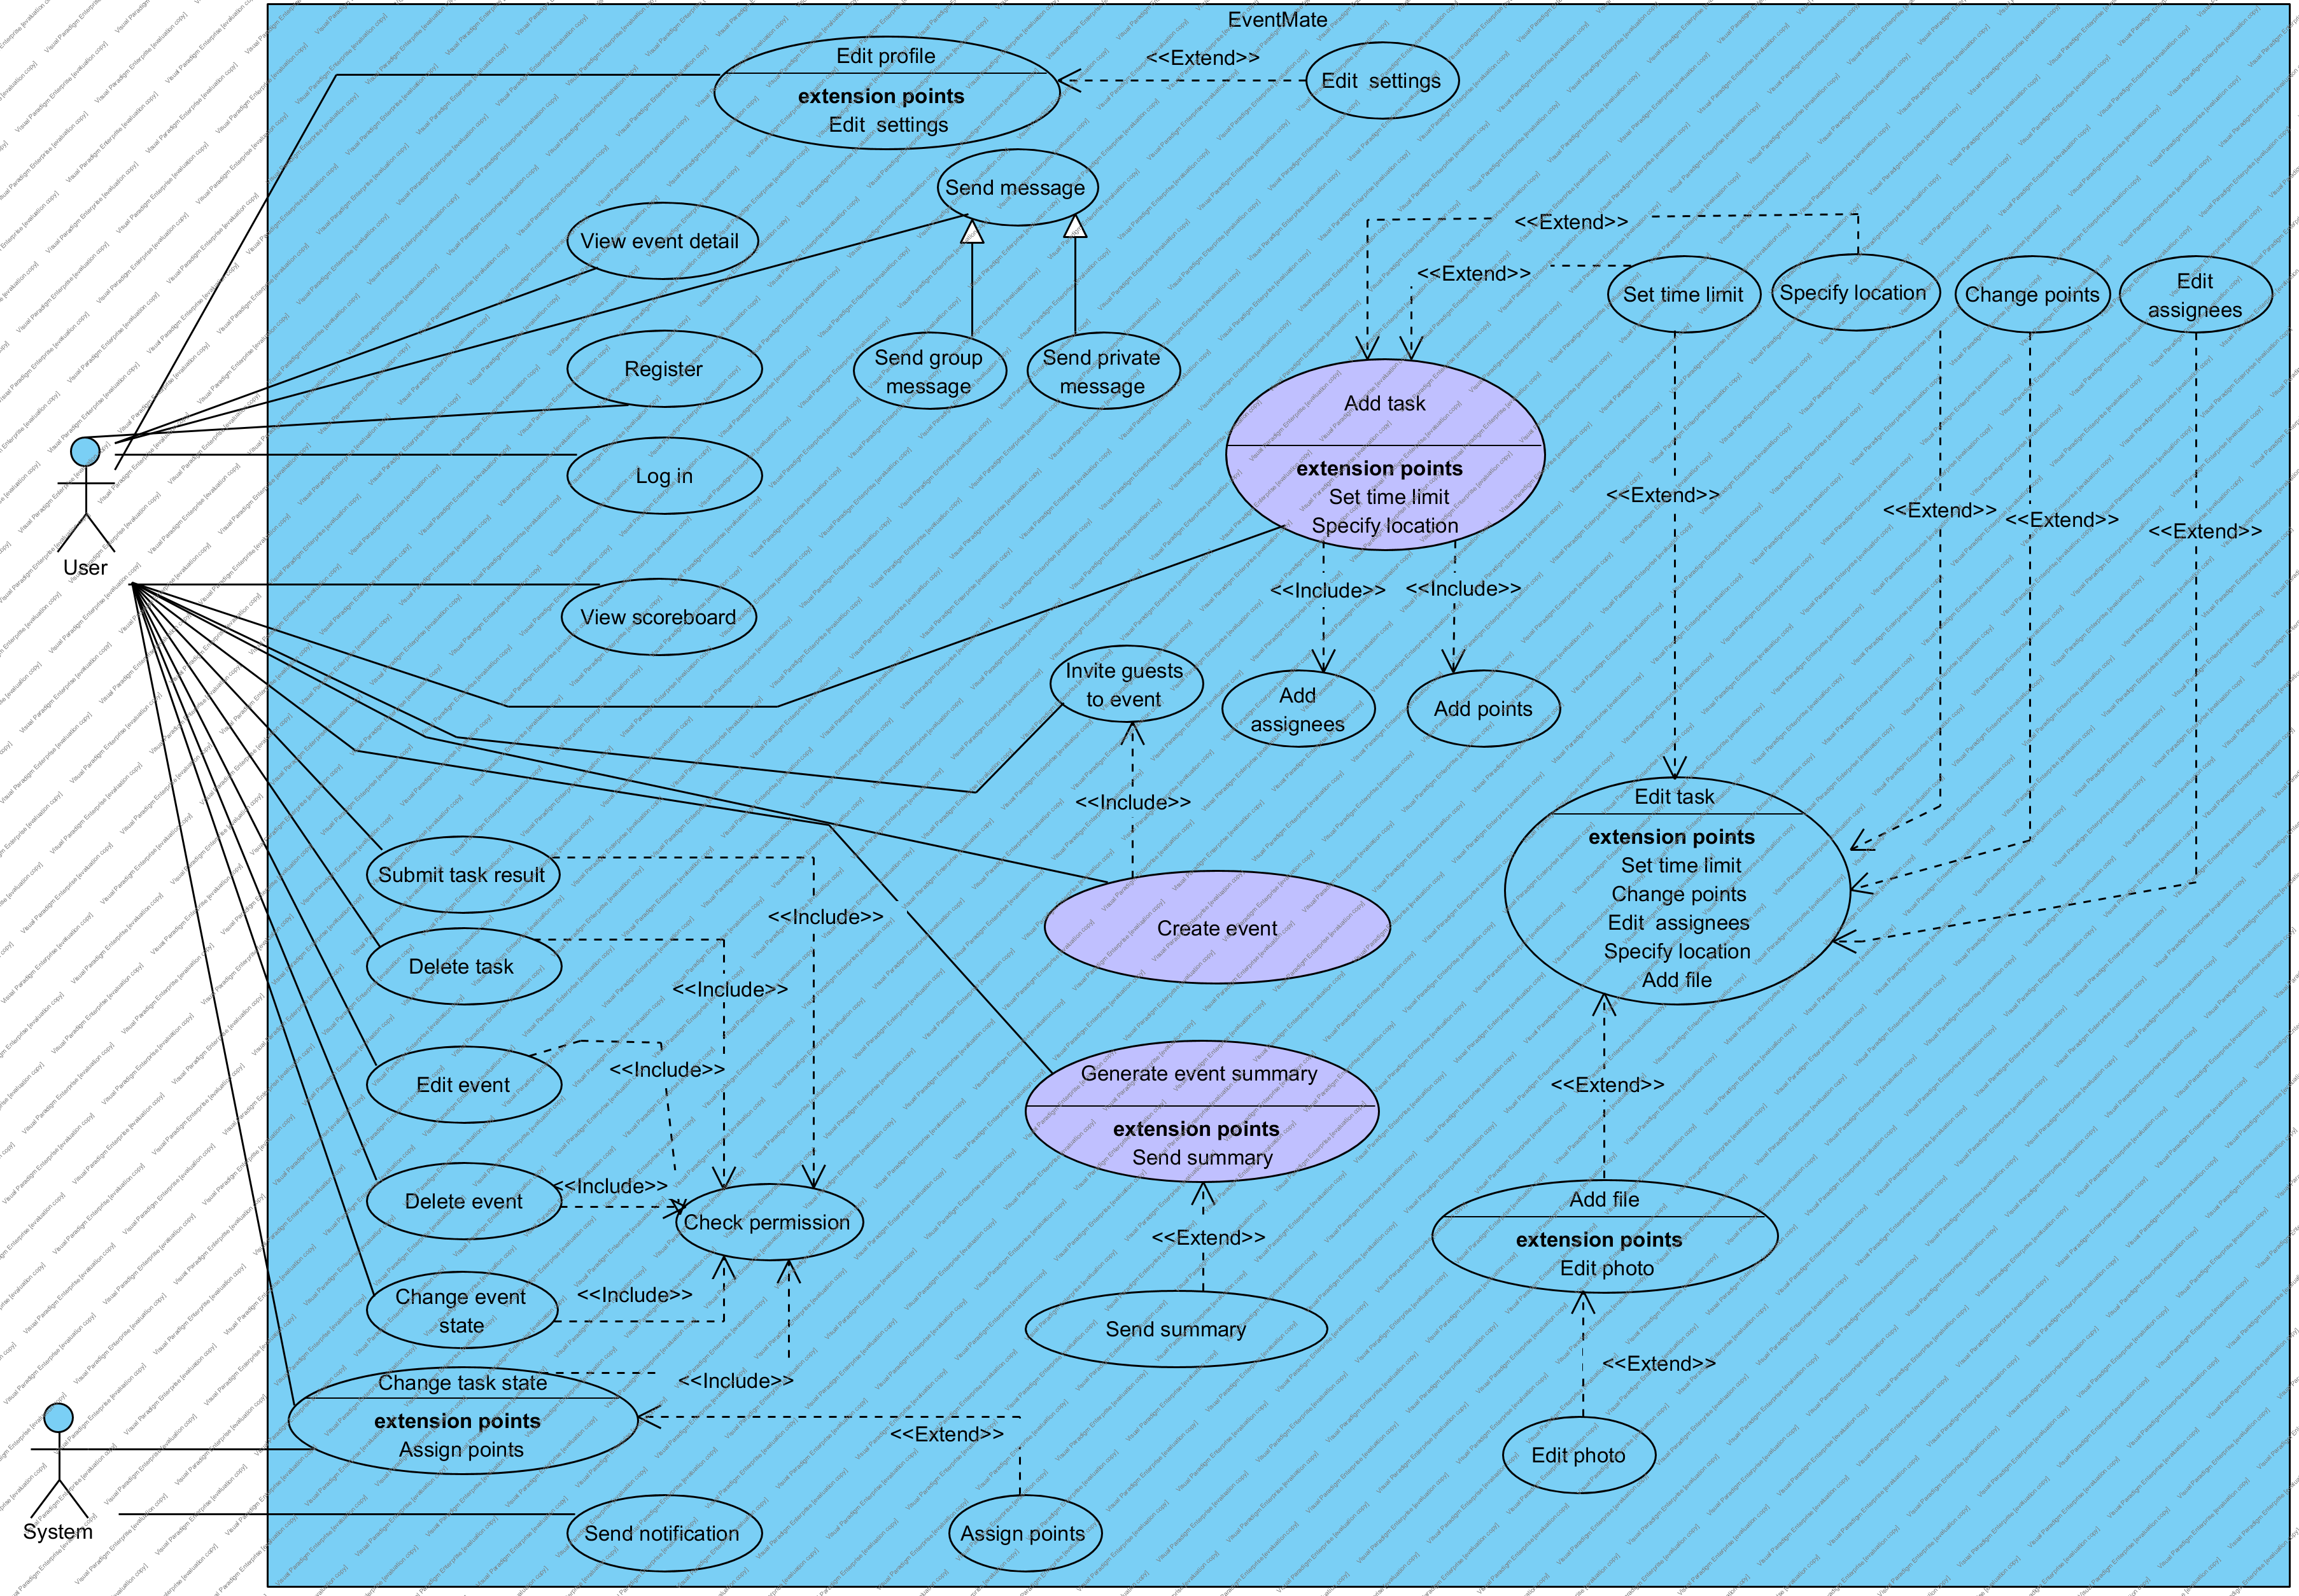 EventMate
Edit profile
extension points
Edit  settings
<<Extend>>
Edit  settings
Send message
View event detail
<<Extend>>
<<Extend>>
Set time limit
Specify location
Change points
Edit
assignees
Register
Send group
message
Send private
message
Add task
extension points
Set time limit
Specify location
Log in
<<Extend>>
<<Extend>>
<<Extend>>
<<Extend>>
User
<<Include>>
<<Include>>
View scoreboard
Invite guests
to event
Add
assignees
Add points
<<Include>>
Edit task
extension points
Set time limit
Change points
Edit  assignees
Specify location
Add file
Submit task result
<<Include>>
Create event
Delete task
<<Include>>
Edit event
<<Include>>
Generate event summary
extension points
Send summary
<<Extend>>
Delete event
<<Include>>
Check permission
Add file
extension points
Edit photo
<<Extend>>
Change event
state
<<Include>>
Send summary
Change task state
extension points
Assign points
<<Include>>
<<Extend>>
<<Extend>>
Edit photo
System
Send notification
Assign points
Visual Paradigm Enterprise [evaluation copy]